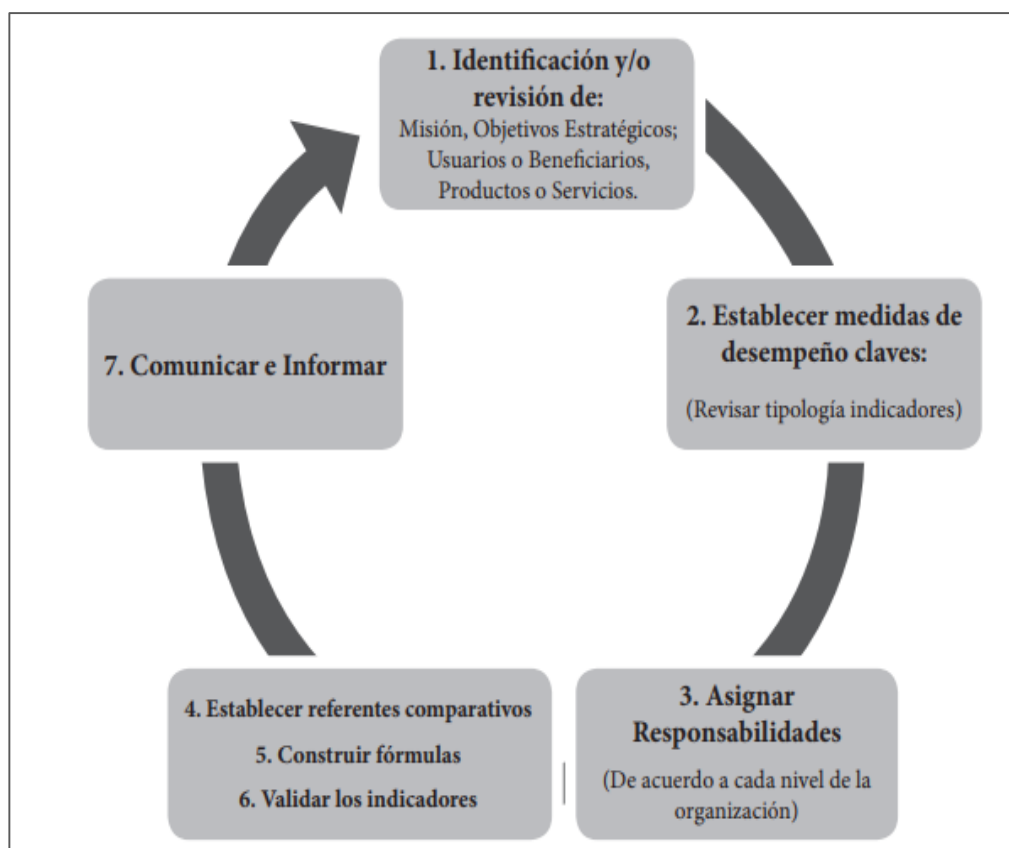 1. Identificación y/o
revisión de:
Misión, Objetivos Estratégicos;
Usuarios o Beneficiarios,
Productos o Servicios.
2. Establecer medidas de
desempeño claves:
(Revisar tipología indicadores)
3. Asignar
Responsabilidades
(De acuerdo a cada nivel de la
organización)
4. Establecer referentes comparativos
5. Construir fórmulas
6. Validar los indicadores
7. Comunicar e Informar